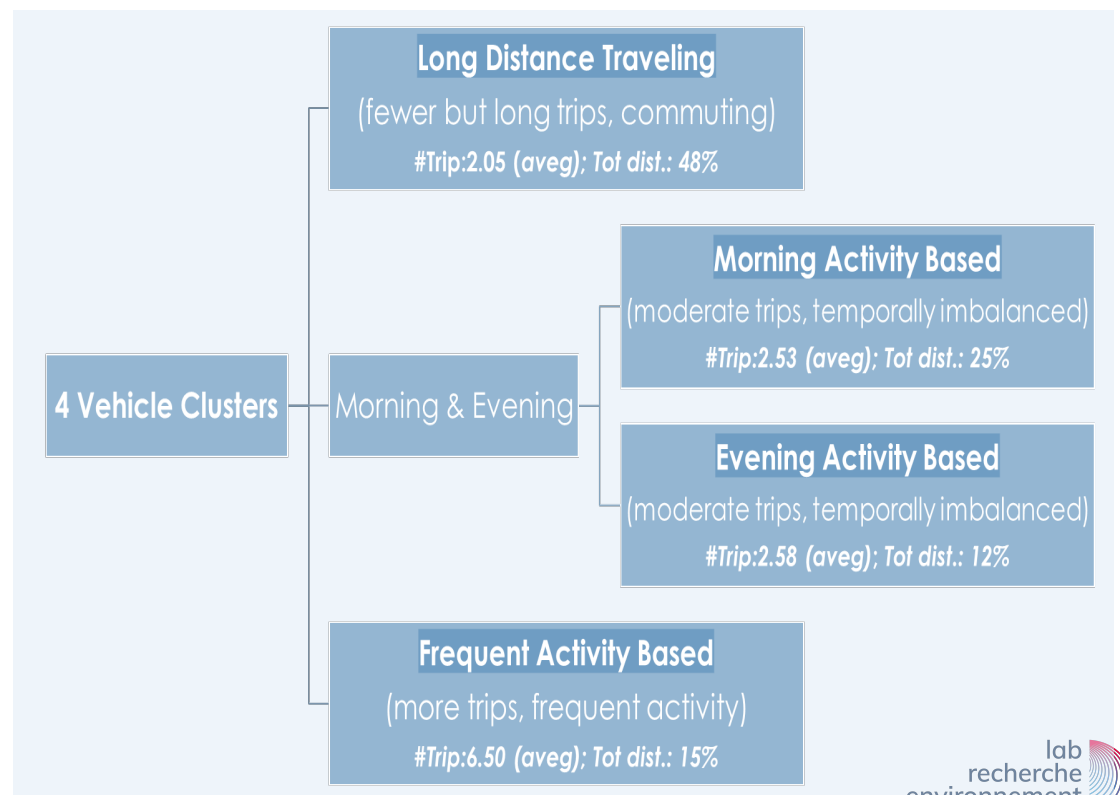 Long Distance Traveling
(fewer but long trips, commuting)
#Trip:2.05 (aveg); Tot dist.: 48%
Morning Activity Based
(moderate trips, temporally imbalanced)
#Trip:2.53 (aveg); Tot dist.: 25%
4 Vehicle Clusters
Morning & Evening
Evening Activity Based
(moderate trips, temporally imbalanced)
#Trip:2.58 (aveg); Tot dist.: 12%
Frequent Activity Based
(more trips, frequent activity)
#Trip:6.50 (aveg); Tot dist.: 15%
lab
recherche
environnement